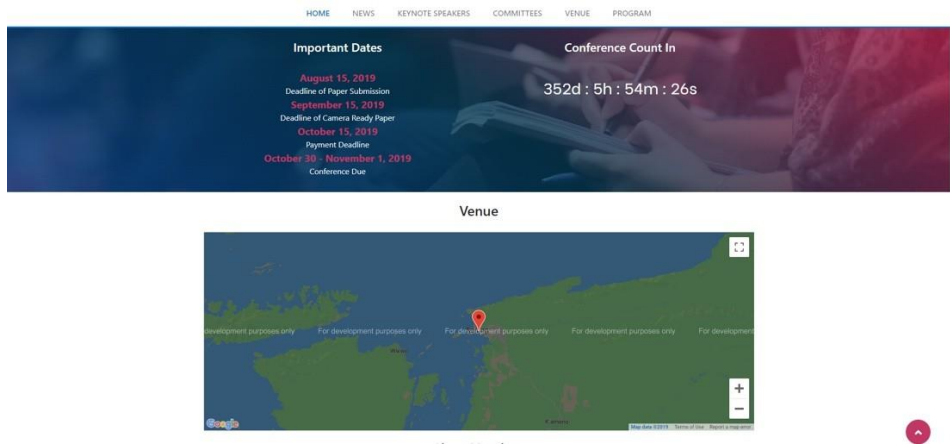 HOME NEWS KEYNOTE SPEAKERS COMMITTEES VENUE PROGRAM
Important Dates
August 15, 2019
Deadline of Paper Submission
September 15, 2019
Deadline of Camera Ready Paper
October 15, 2019
Payment Deadline
October 30 - November 1, 2019
Conference Due
Conference Count In
352d : 5h : 54m : 26s
Venue
development purposes only For development purposes only For development purposes only For development purposes only For development
Google
Map data ©2019 Terms of Use Report a map error